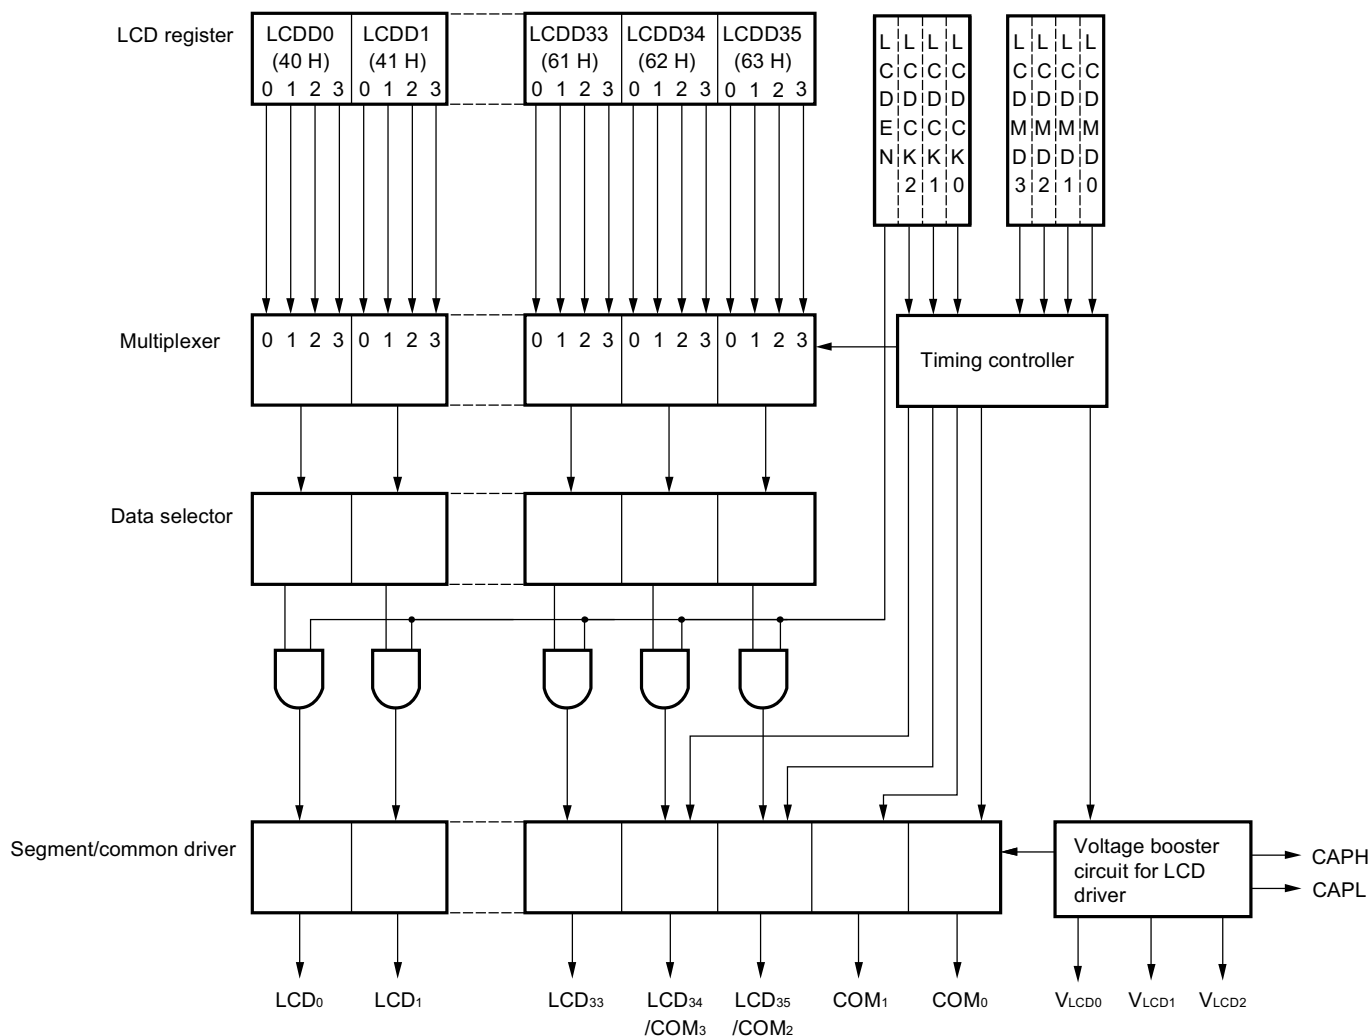 LCD register
LCDD0 LCDD1 LCDD33 LCDD34 LCDD35
(40 H) (41 H) (61 H) (62 H) (63 H)
0 1 2 3 0 1 2 3 0 1 2 3 0 1 2 3 0 1 2 3
LCDEN
LCDCK2
LCDCK1
LCDCK0
LCDMD3
LCDMD2
LCDMD1
LCDMD0
Multiplexer
0 1 2 3 0 1 2 3 0 1 2 3 0 1 2 3 0 1 2 3
Timing controller
Data selector
Segment/common driver
Voltage booster
circuit for LCD
driver
CAPH
CAPL
LCD0 LCD1 LCD33 LCD34 LCD35 COM1 COM0 VLCD0 VLCD1 VLCD2
/COM3 /COM2